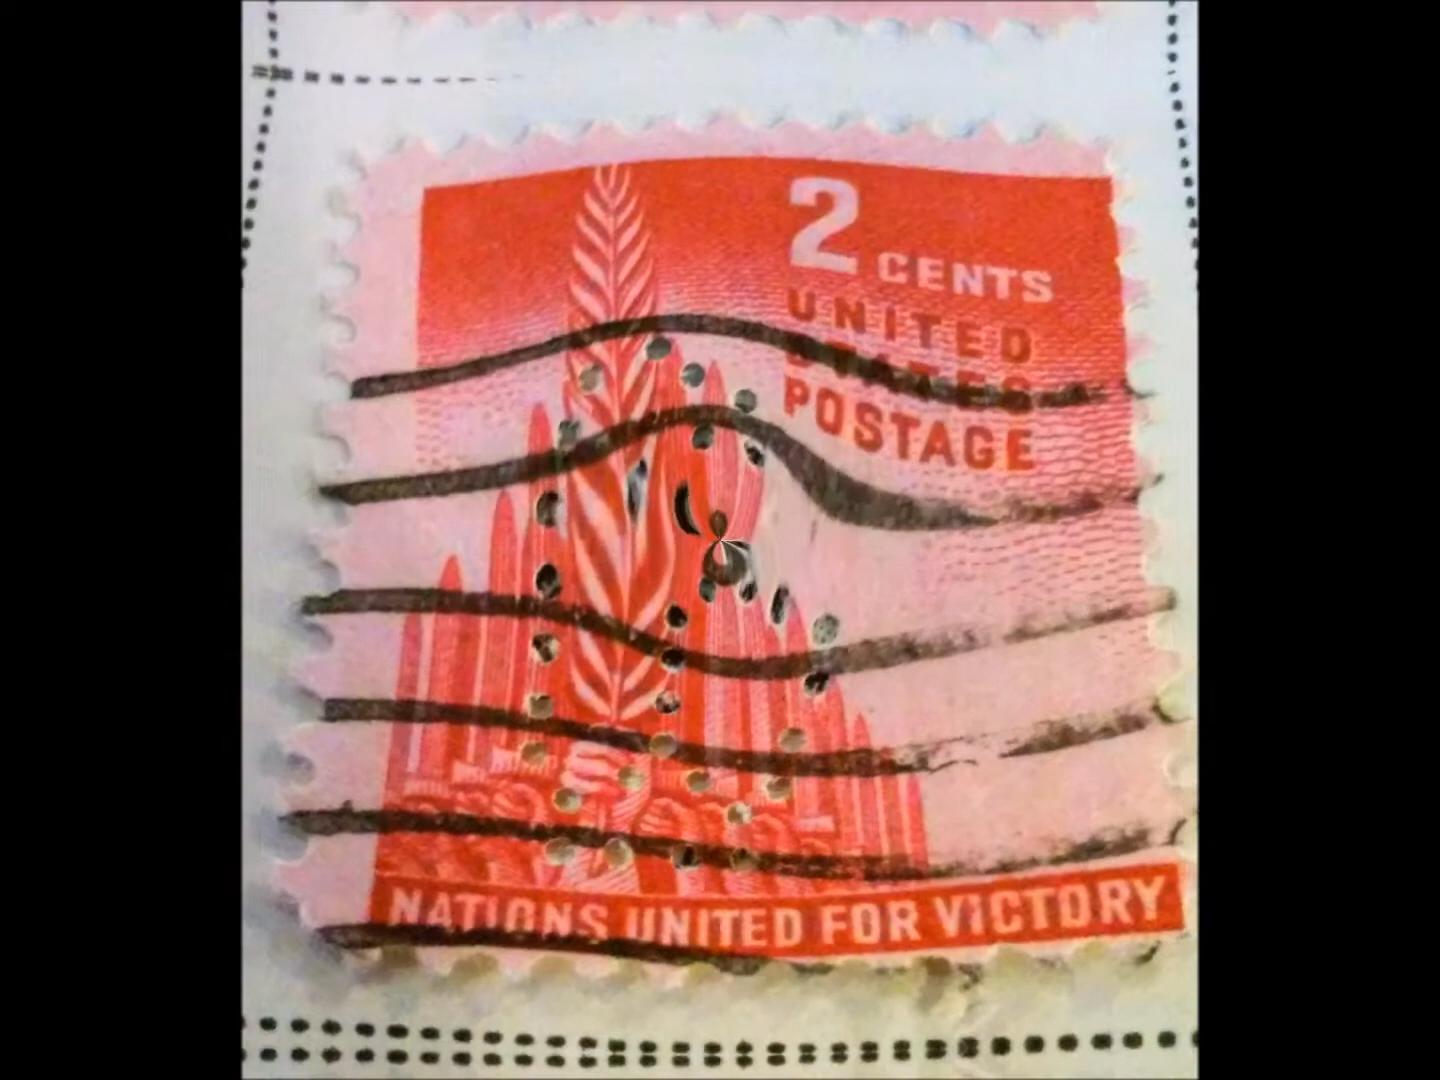 2 CENTS
UNITED
STATES
POSTAGE
NATIONS UNITED FOR VICTORY